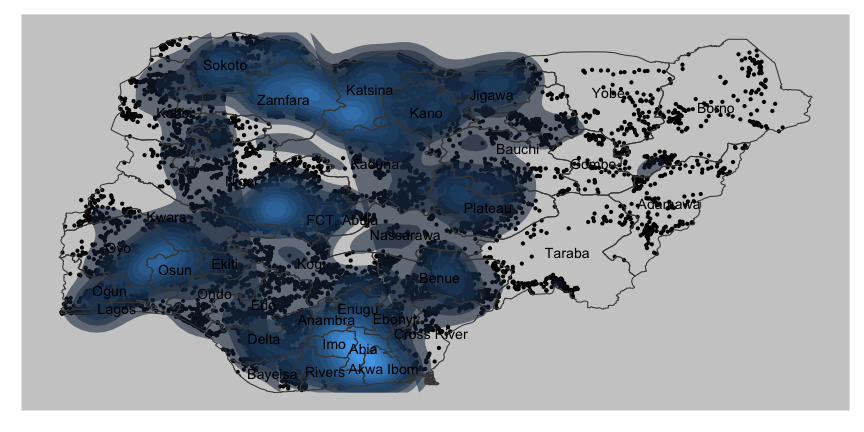 Sokoto
Katsina
Zamfara
Jigawa
Yobe
Borno
Kano
Kebbi
Bauchi
Kaduna
Gombe
Niger
Adamawa
Plateau
Kwara
FCT, Abuja
Nassarawa
Oyo
Taraba
Osun
Ekiti
Kogi
Benue
Ogun
Ondo
Lagos
Edo
Enugu
Anambra
Ebonyi
Cross River
Delta
Imo
Abia
Bayelsa
Rivers
Akwa Ibom